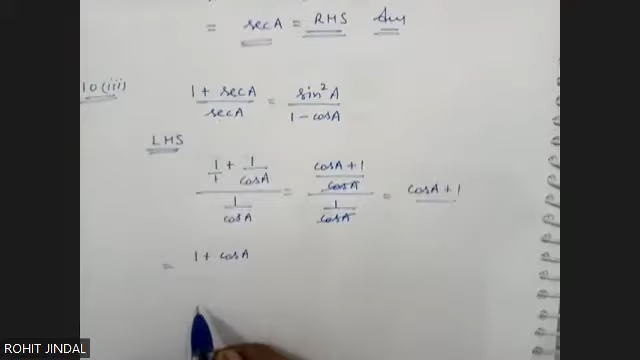 = secA = RHS Ans
10(iii) (1 + secA)/secA = sin²A/(1 - cosA)
LHS
(1/1 + 1/cosA)/(1/cosA) = ((cosA + 1)/cosA)/(1/cosA) = cosA + 1
= 1 + cosA
ROHIT JINDAL